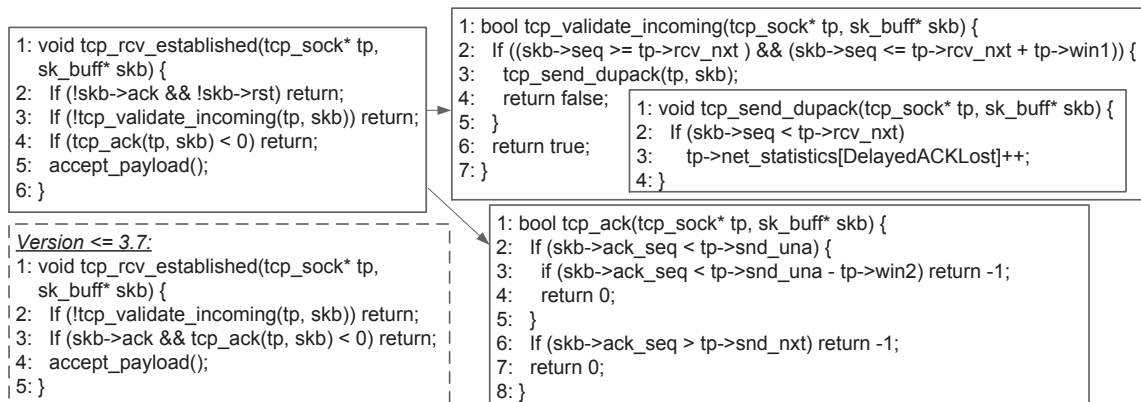 1: void tcp_rcv_established(tcp_sock* tp,
sk_buff* skb) {
2: If (!skb->ack && !skb->rst) return;
3: If (!tcp_validate_incoming(tp, skb)) return;
4: If (tcp_ack(tp, skb) < 0) return;
5: accept_payload();
6: }
1: bool tcp_validate_incoming(tcp_sock* tp, sk_buff* skb) {
2: If ((skb->seq >= tp->rcv_nxt ) && (skb->seq <= tp->rcv_nxt + tp->win1)) {
3: tcp_send_dupack(tp, skb);
4: return false;
5: }
6: return true;
7: }
1: void tcp_send_dupack(tcp_sock* tp, sk_buff* skb) {
2: If (skb->seq < tp->rcv_nxt)
3: tp->net_statistics[DelayedACKLost]++;
4: }
Version <= 3.7:
1: void tcp_rcv_established(tcp_sock* tp,
sk_buff* skb) {
2: If (!tcp_validate_incoming(tp, skb)) return;
3: If (skb->ack && tcp_ack(tp, skb) < 0) return;
4: accept_payload();
5: }
1: bool tcp_ack(tcp_sock* tp, sk_buff* skb) {
2: If (skb->ack_seq < tp->snd_una) {
3: if (skb->ack_seq < tp->snd_una - tp->win2) return -1;
4: return 0;
5: }
6: If (skb->ack_seq > tp->snd_nxt) return -1;
7: return 0;
8: }